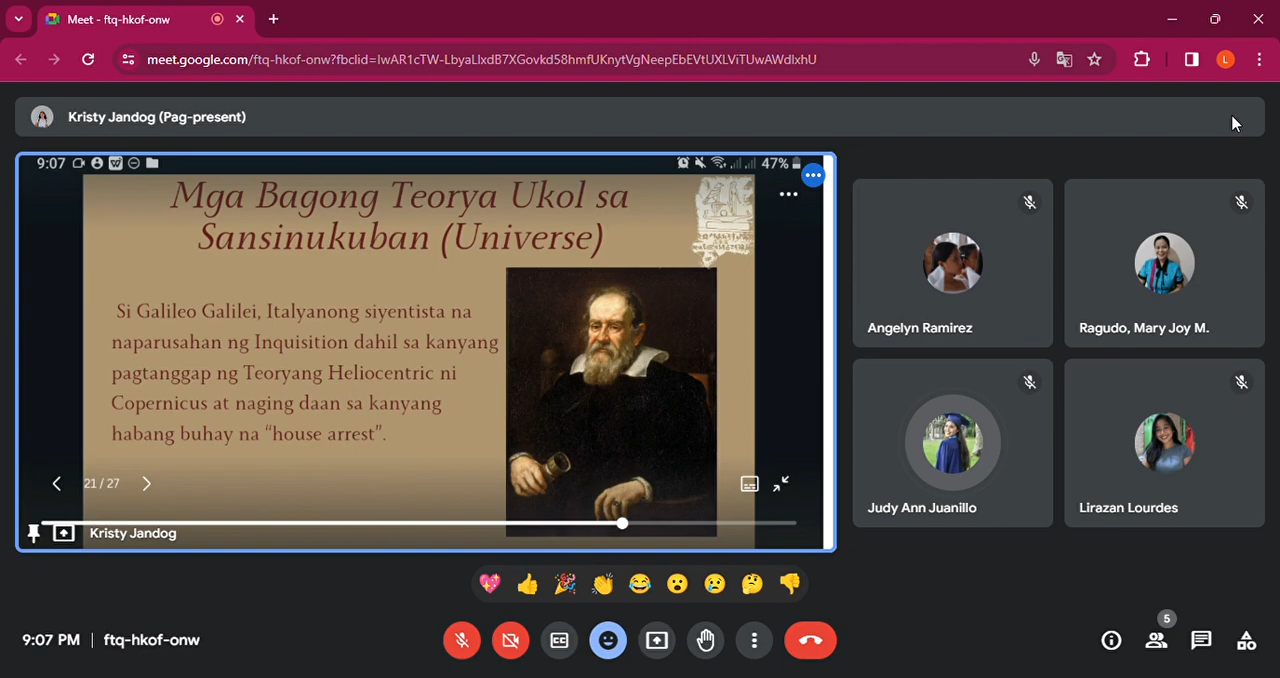 Meet - ftq-hkof-onw
meet.google.com/ftq-hkof-onw?fbclid=IwAR1cTW-LbyaLlxdB7XGovkd58hmfUKnytVgNeepEbEVtUXLViTUwAWdlxhU
L
Kristy Jandog (Pag-present)
9:07
47%
Mga Bagong Teorya Ukol sa
Sansinukuban (Universe)
Si Galileo Galilei, Italyanong siyentista na
naparusahan ng Inquisition dahil sa kanyang
pagtanggap ng Teoryang Heliocentric ni
Copernicus at naging daan sa kanyang
habang buhay na “house arrest”.
21 / 27
Kristy Jandog
Angelyn Ramirez
Ragudo, Mary Joy M.
Judy Ann Juanillo
Lirazan Lourdes
9:07 PM | ftq-hkof-onw
5